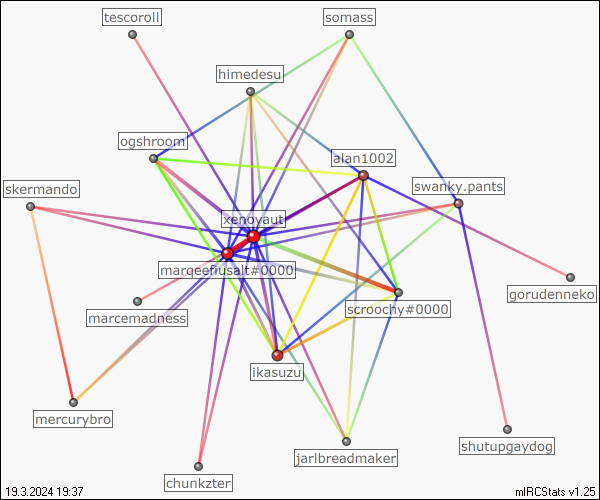 tescoroll
somass
himedesu
ogshroom
alan1002
skermando
swanky.pants
xenoyaut
marqeefiusalt#0000
gorudenneko
marcemadness
scroochy#0000
ikasuzu
mercurybro
shutupgaydog
jarlbreadmaker
chunkzter
19.3.2024 19:37
mIRCStats v1.25